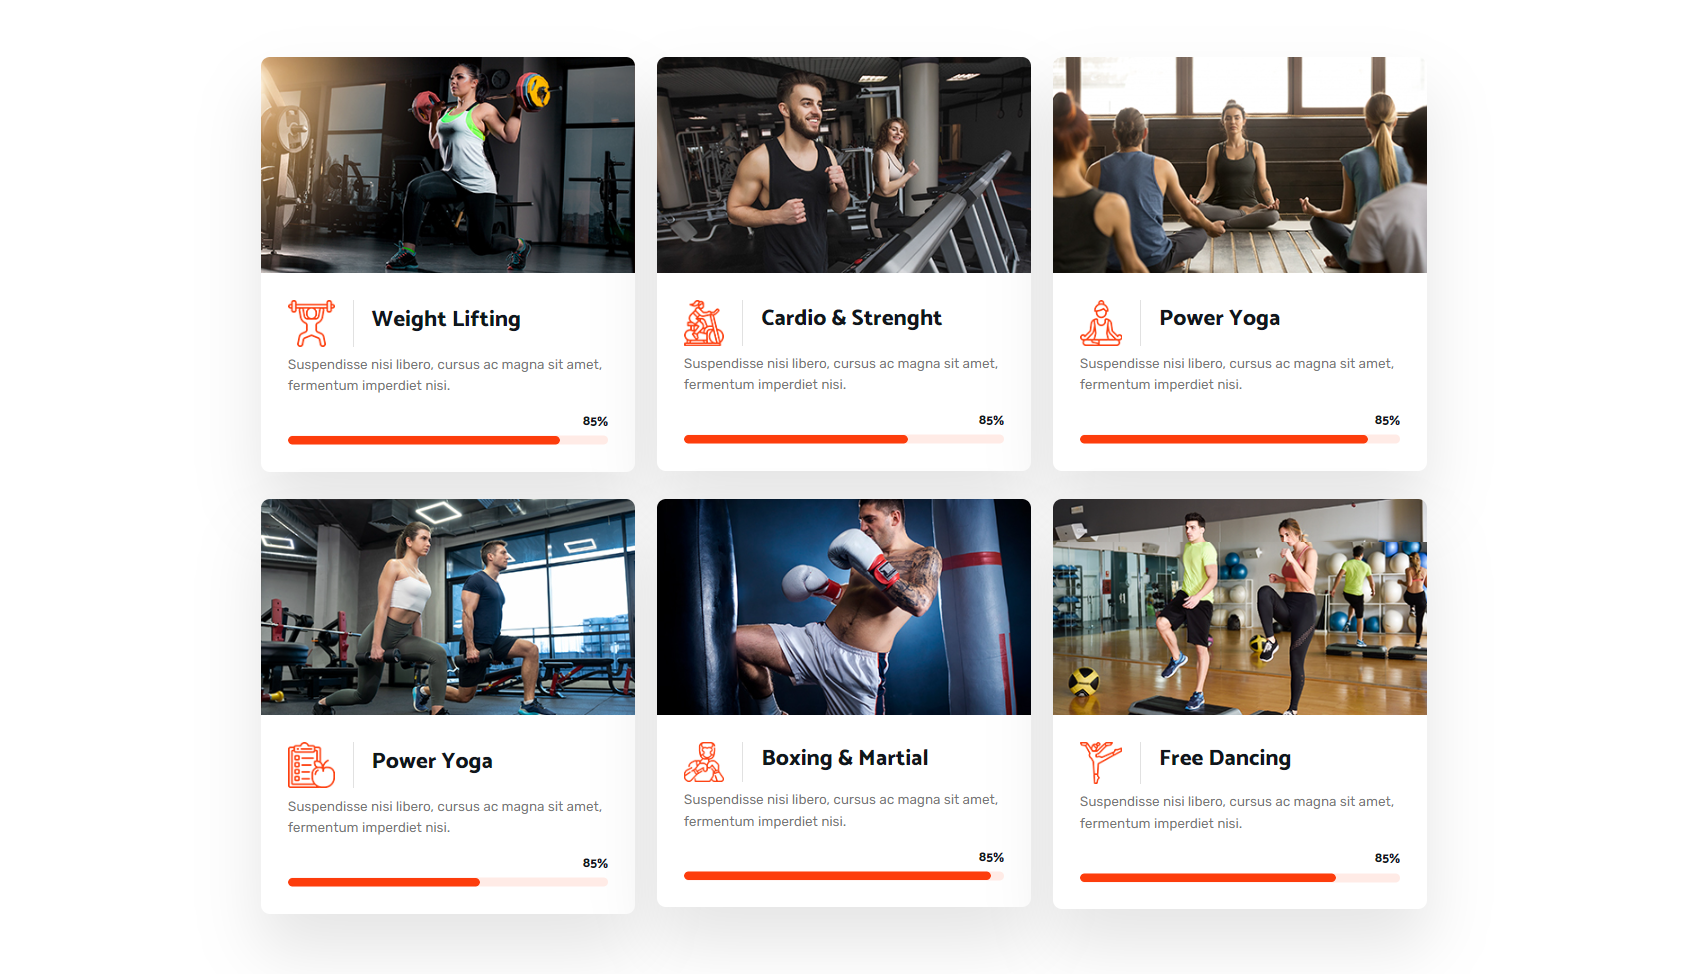 Weight Lifting
Suspendisse nisi libero, cursus ac magna sit amet,
fermentum imperdiet nisi.
85%
Cardio & Strenght
Suspendisse nisi libero, cursus ac magna sit amet,
fermentum imperdiet nisi.
85%
Power Yoga
Suspendisse nisi libero, cursus ac magna sit amet,
fermentum imperdiet nisi.
85%
Power Yoga
Suspendisse nisi libero, cursus ac magna sit amet,
fermentum imperdiet nisi.
85%
Boxing & Martial
Suspendisse nisi libero, cursus ac magna sit amet,
fermentum imperdiet nisi.
85%
Free Dancing
Suspendisse nisi libero, cursus ac magna sit amet,
fermentum imperdiet nisi.
85%